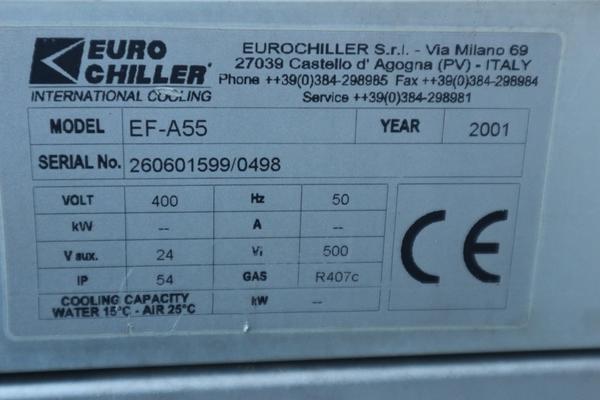 EURO
CHILLER
INTERNATIONAL COOLING
EUROCHILLER S.r.l. - Via Milano 69
27039 Castello d' Agogna (PV) - ITALY
Phone ++39(0)384-298985 Fax ++39(0)384-298984
Service ++39(0)384-298981
MODEL EF-A55 YEAR 2001
SERIAL No. 260601599/0498
VOLT 400 Hz 50
kW -- A --
V aux. 24 Vi 500
IP 54 GAS R407c
COOLING CAPACITY
WATER 15°C - AIR 25°C kW --
CE